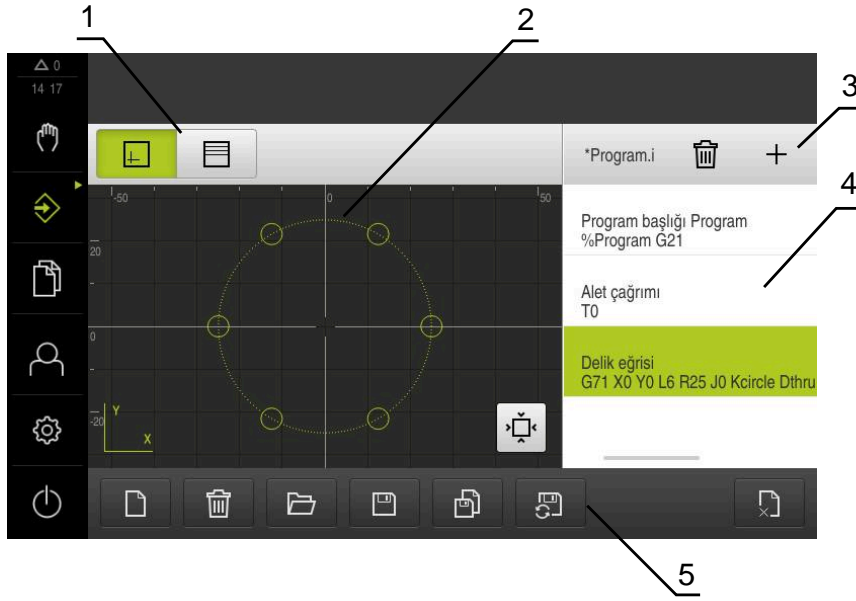 1
2
3
4
5
0
14 17
*Program.i
-50
0
50
20
0
-20
Y
X
Program başlığı Program
%Program G21
Alet çağrımı
T0
Delik eğrisi
G71 X0 Y0 L6 R25 J0 Kcircle Dthru